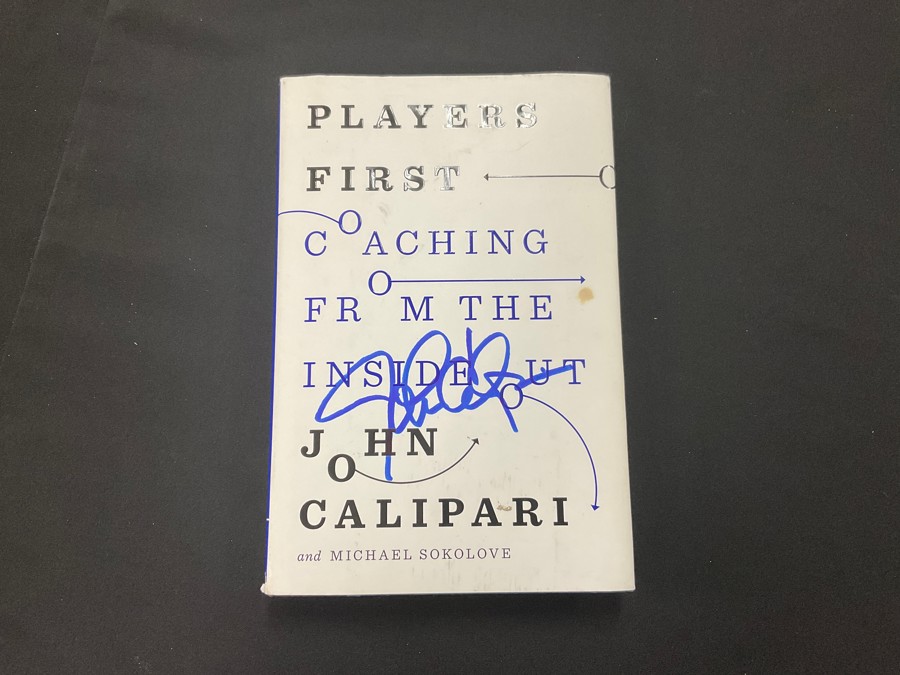 PLAYERS
FIRST
COACHING
FROM THE
INSIDE OUT
JOHN
CALIPARI
and MICHAEL SOKOLOVE